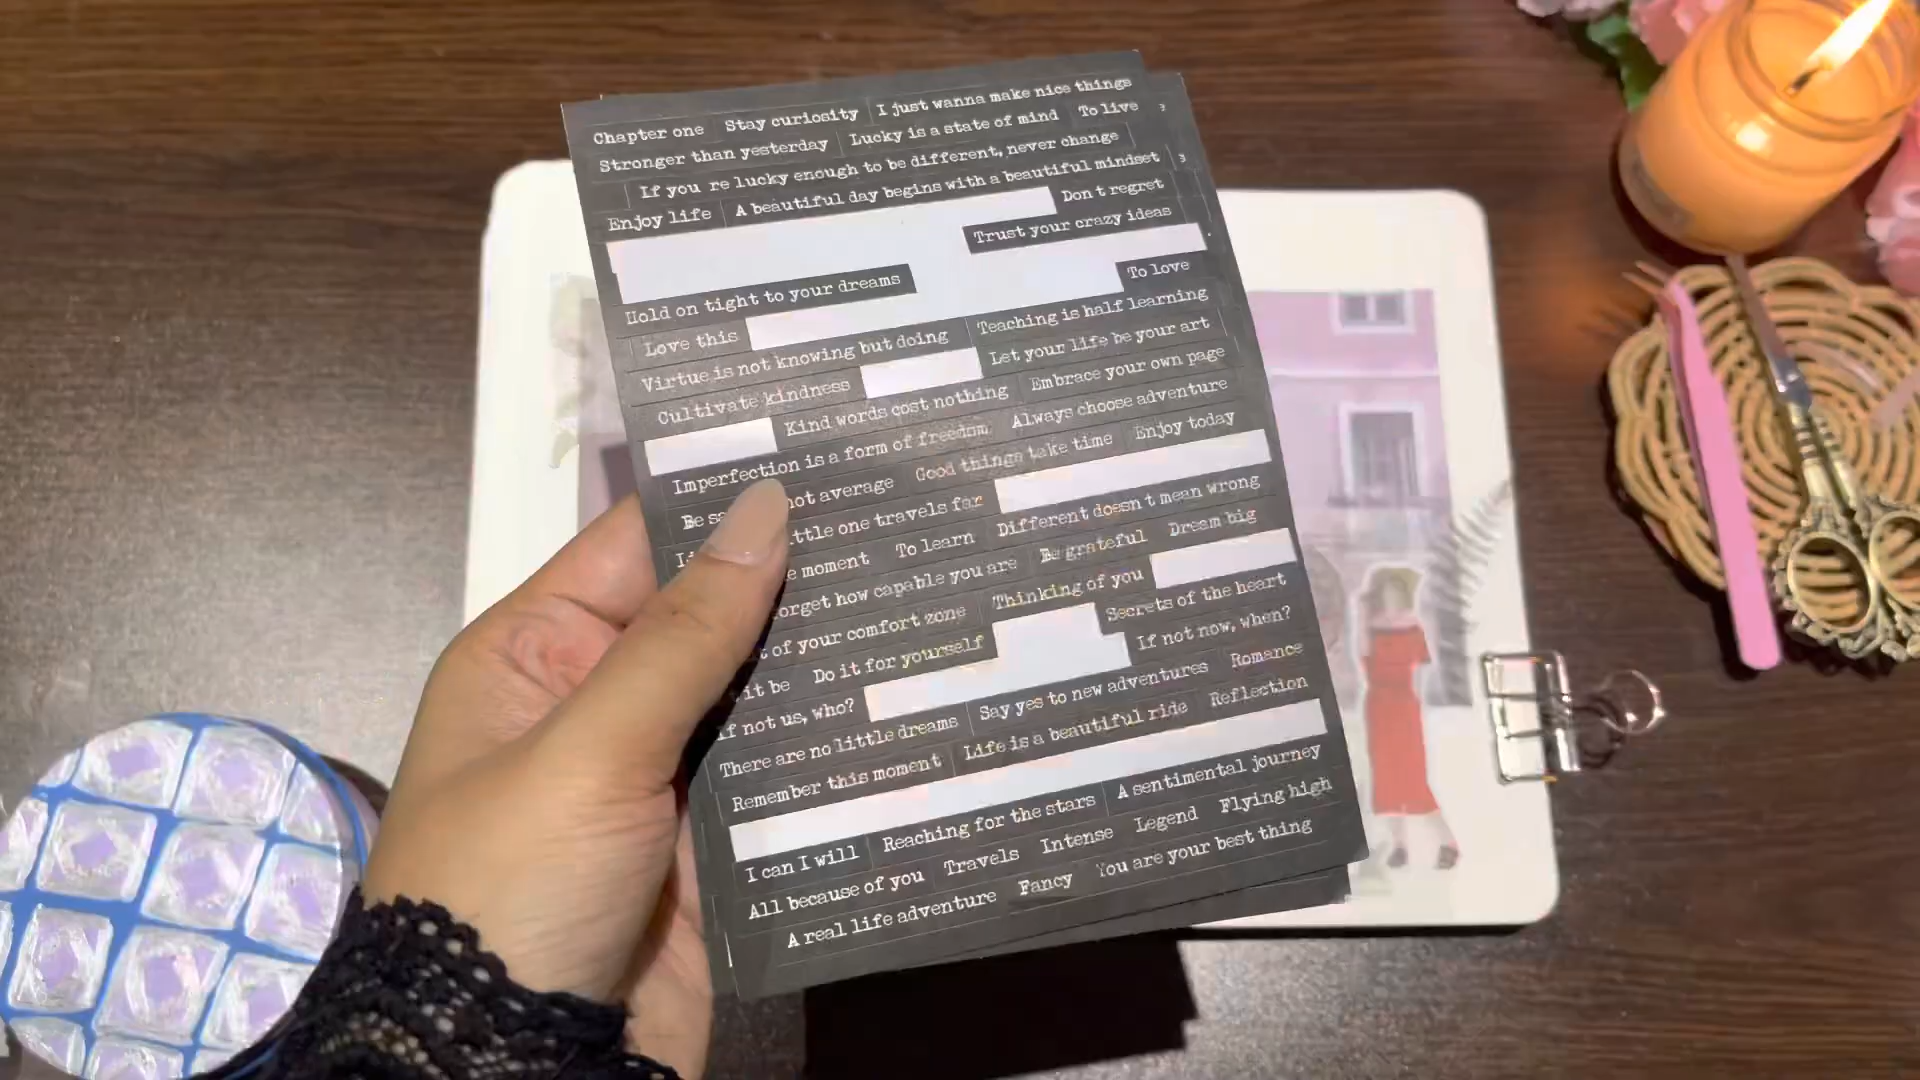 Chapter one Stay curiosity I just wanna make nice things
Stronger than yesterday Lucky is a state of mind To live
If you re lucky enough to be different, never change
Enjoy life A beautiful day begins with a beautiful mindset
Don t regret
Trust your crazy ideas
Hold on tight to your dreams To love
Love this Teaching is half learning
Virtue is not knowing but doing Let your life be your art
Cultivate kindness Embrace your own page
Kind words cost nothing Always choose adventure
Imperfection is a form of freedom Enjoy today
Be not average Good things take time
one travels far Different doesn t mean wrong
moment To learn Be grateful Dream big
how capable you are Thinking of you
of your comfort zone Secrets of the heart
it be Do it for yourself If not now, when?
If not us, who? Say yes to new adventures Romance
There are no little dreams Life is a beautiful ride Reflection
Remember this moment
A sentimental journey
I can I will Reaching for the stars Flying high
All because of you Travels Intense Legend
A real life adventure Fancy You are your best thing